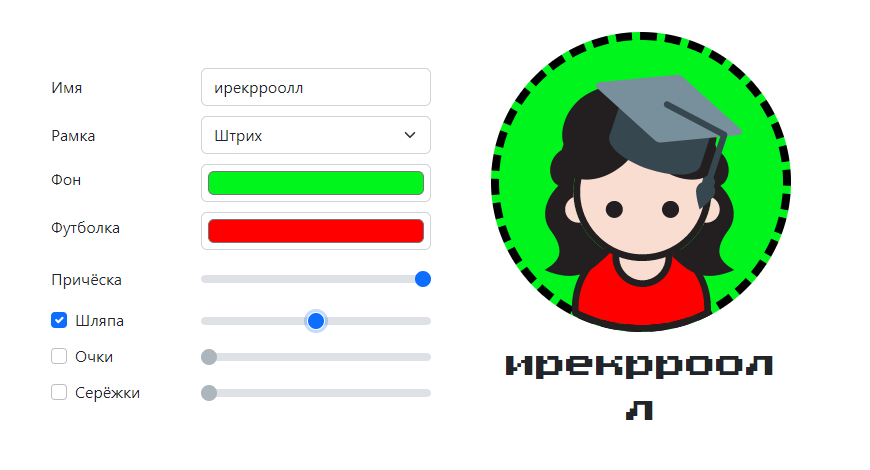 Имя
ирекрроолл
Рамка
Штрих
Фон
Футболка
Причёска
Шляпа
Очки
Серёжки
ирекрроол
л